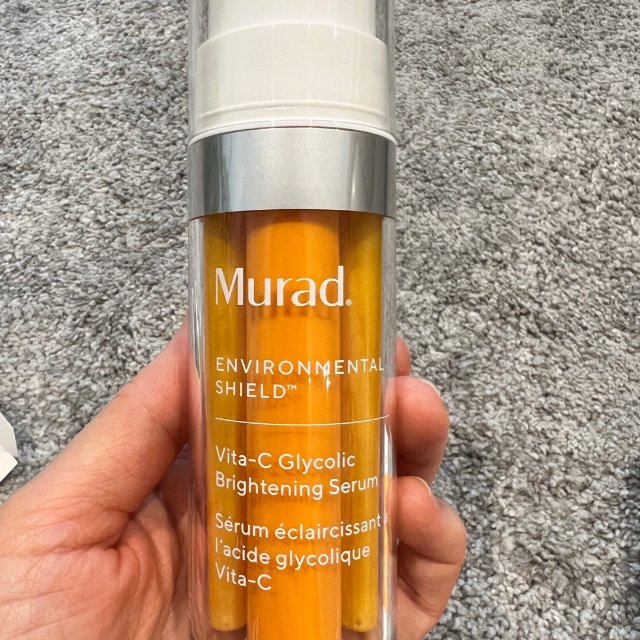 Murad®
ENVIRONMENTAL
SHIELD™
Vita-C Glycolic
Brightening Serum
Sérum éclaircissant à
l'acide glycolique
Vita-C